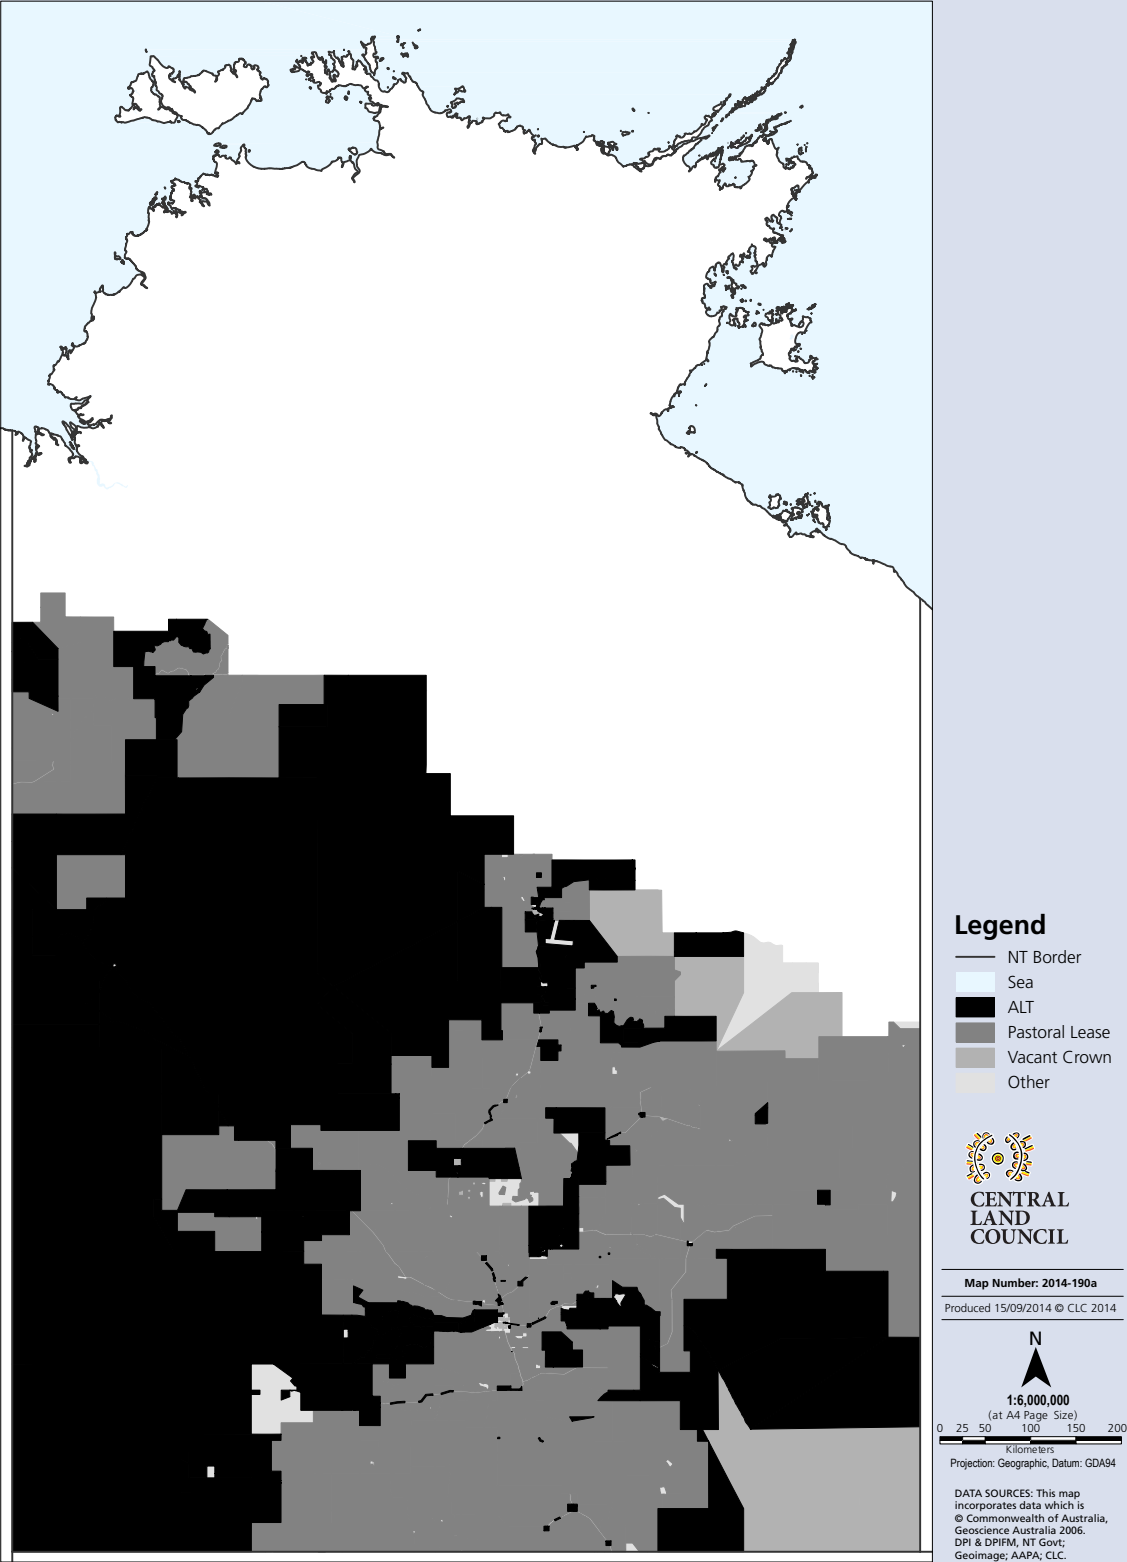 Legend
NT Border
Sea
ALT
Pastoral Lease
Vacant Crown
Other
CENTRAL
LAND
COUNCIL
Map Number: 2014-190a
Produced 15/09/2014 © CLC 2014
N
1:6,000,000
(at A4 Page Size)
0 25 50 100 150 200
Kilometers
Projection: Geographic, Datum: GDA94
DATA SOURCES: This map
incorporates data which is
© Commonwealth of Australia,
Geoscience Australia 2006.
DPI & DPIFM, NT Govt;
Geoimage; AAPA; CLC.